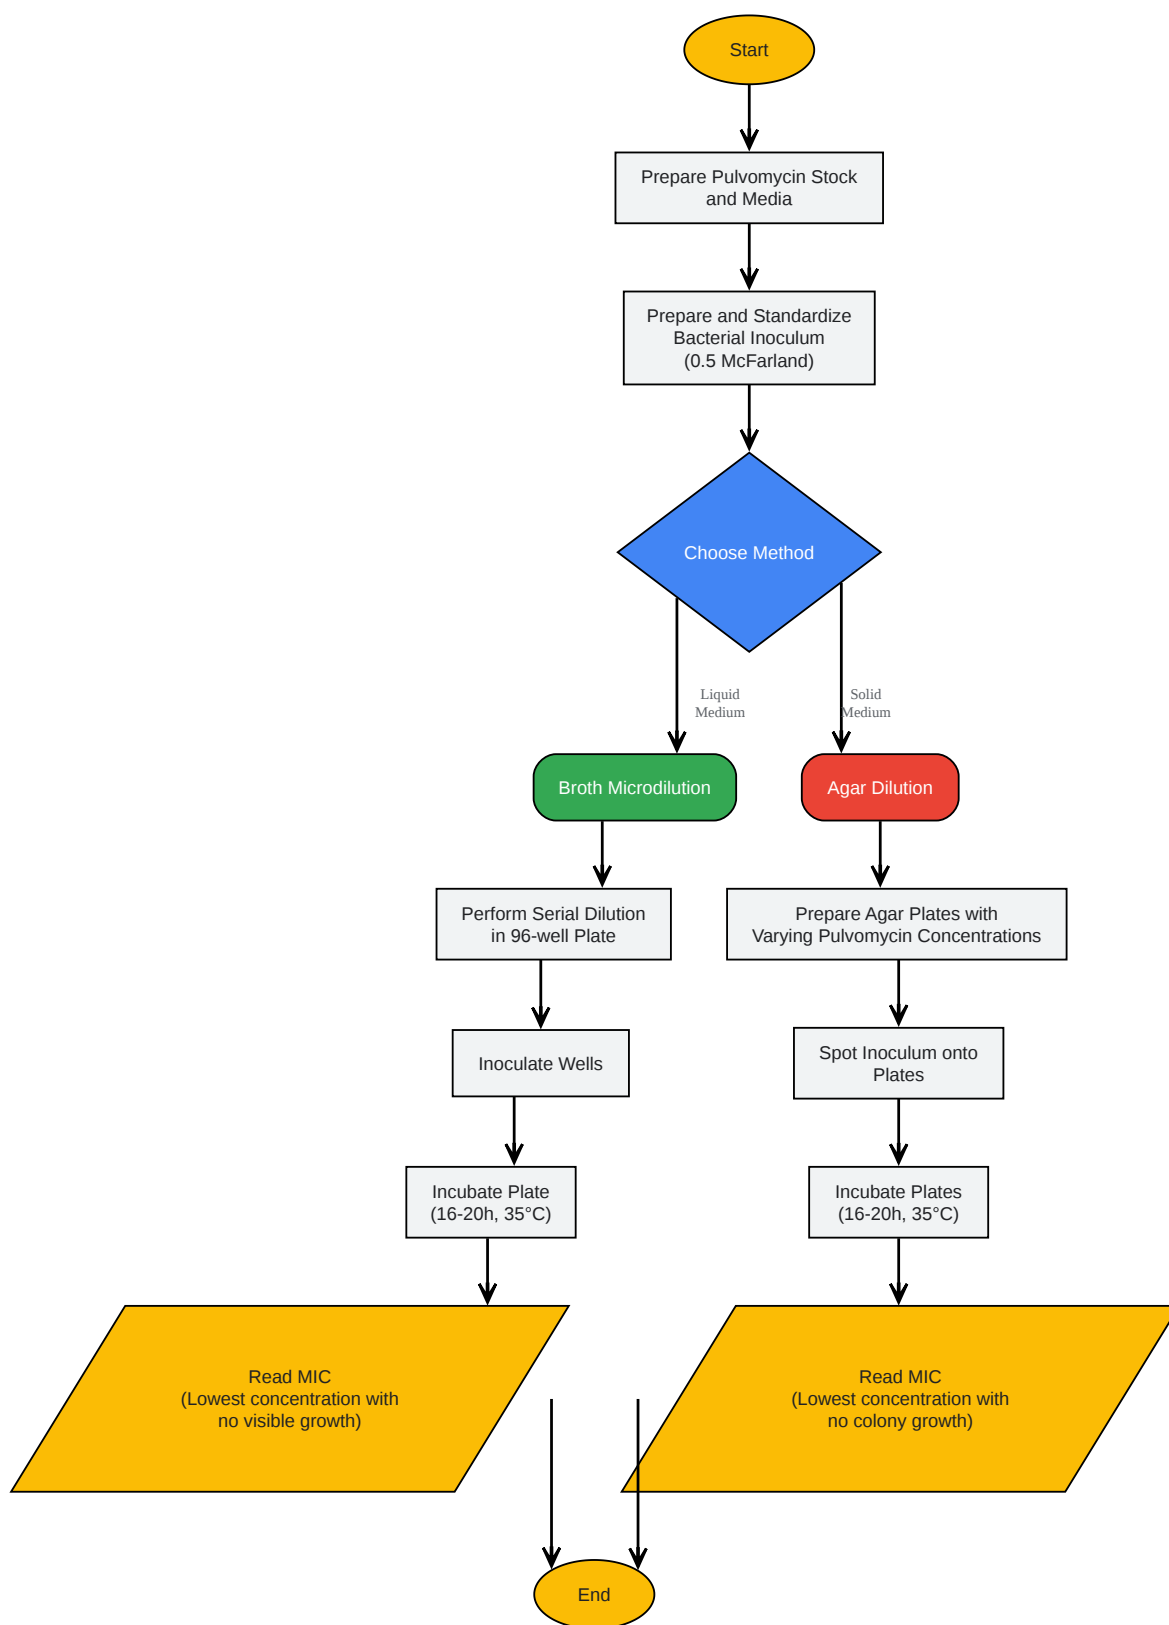 Start
Prepare Pulvomycin Stock
and Media
Prepare and Standardize
Bacterial Inoculum
(0.5 McFarland)
Choose Method
Liquid
Medium
Solid
Medium
Broth Microdilution
Agar Dilution
Perform Serial Dilution
in 96-well Plate
Prepare Agar Plates with
Varying Pulvomycin Concentrations
Inoculate Wells
Spot Inoculum onto
Plates
Incubate Plate
(16-20h, 35°C)
Incubate Plates
(16-20h, 35°C)
Read MIC
(Lowest concentration with
no visible growth)
Read MIC
(Lowest concentration with
no colony growth)
End